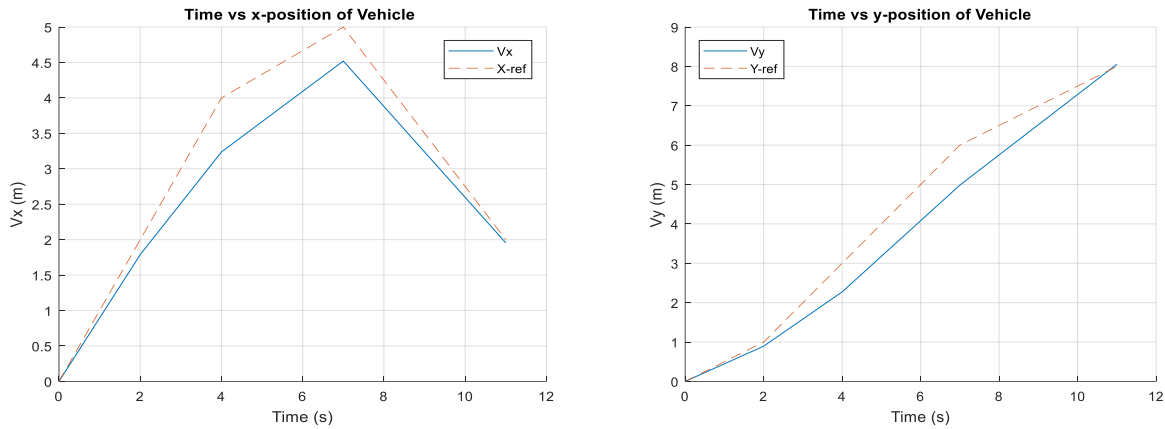 Time vs x-position of Vehicle
5
4.5
4
3.5
3
2.5
2
1.5
1
0.5
0
Vx (m)
Vx
X-ref
0 2 4 6 8 10 12
Time (s)
Time vs y-position of Vehicle
9
8
7
6
5
4
3
2
1
0
Vy (m)
Vy
Y-ref
0 2 4 6 8 10 12
Time (s)